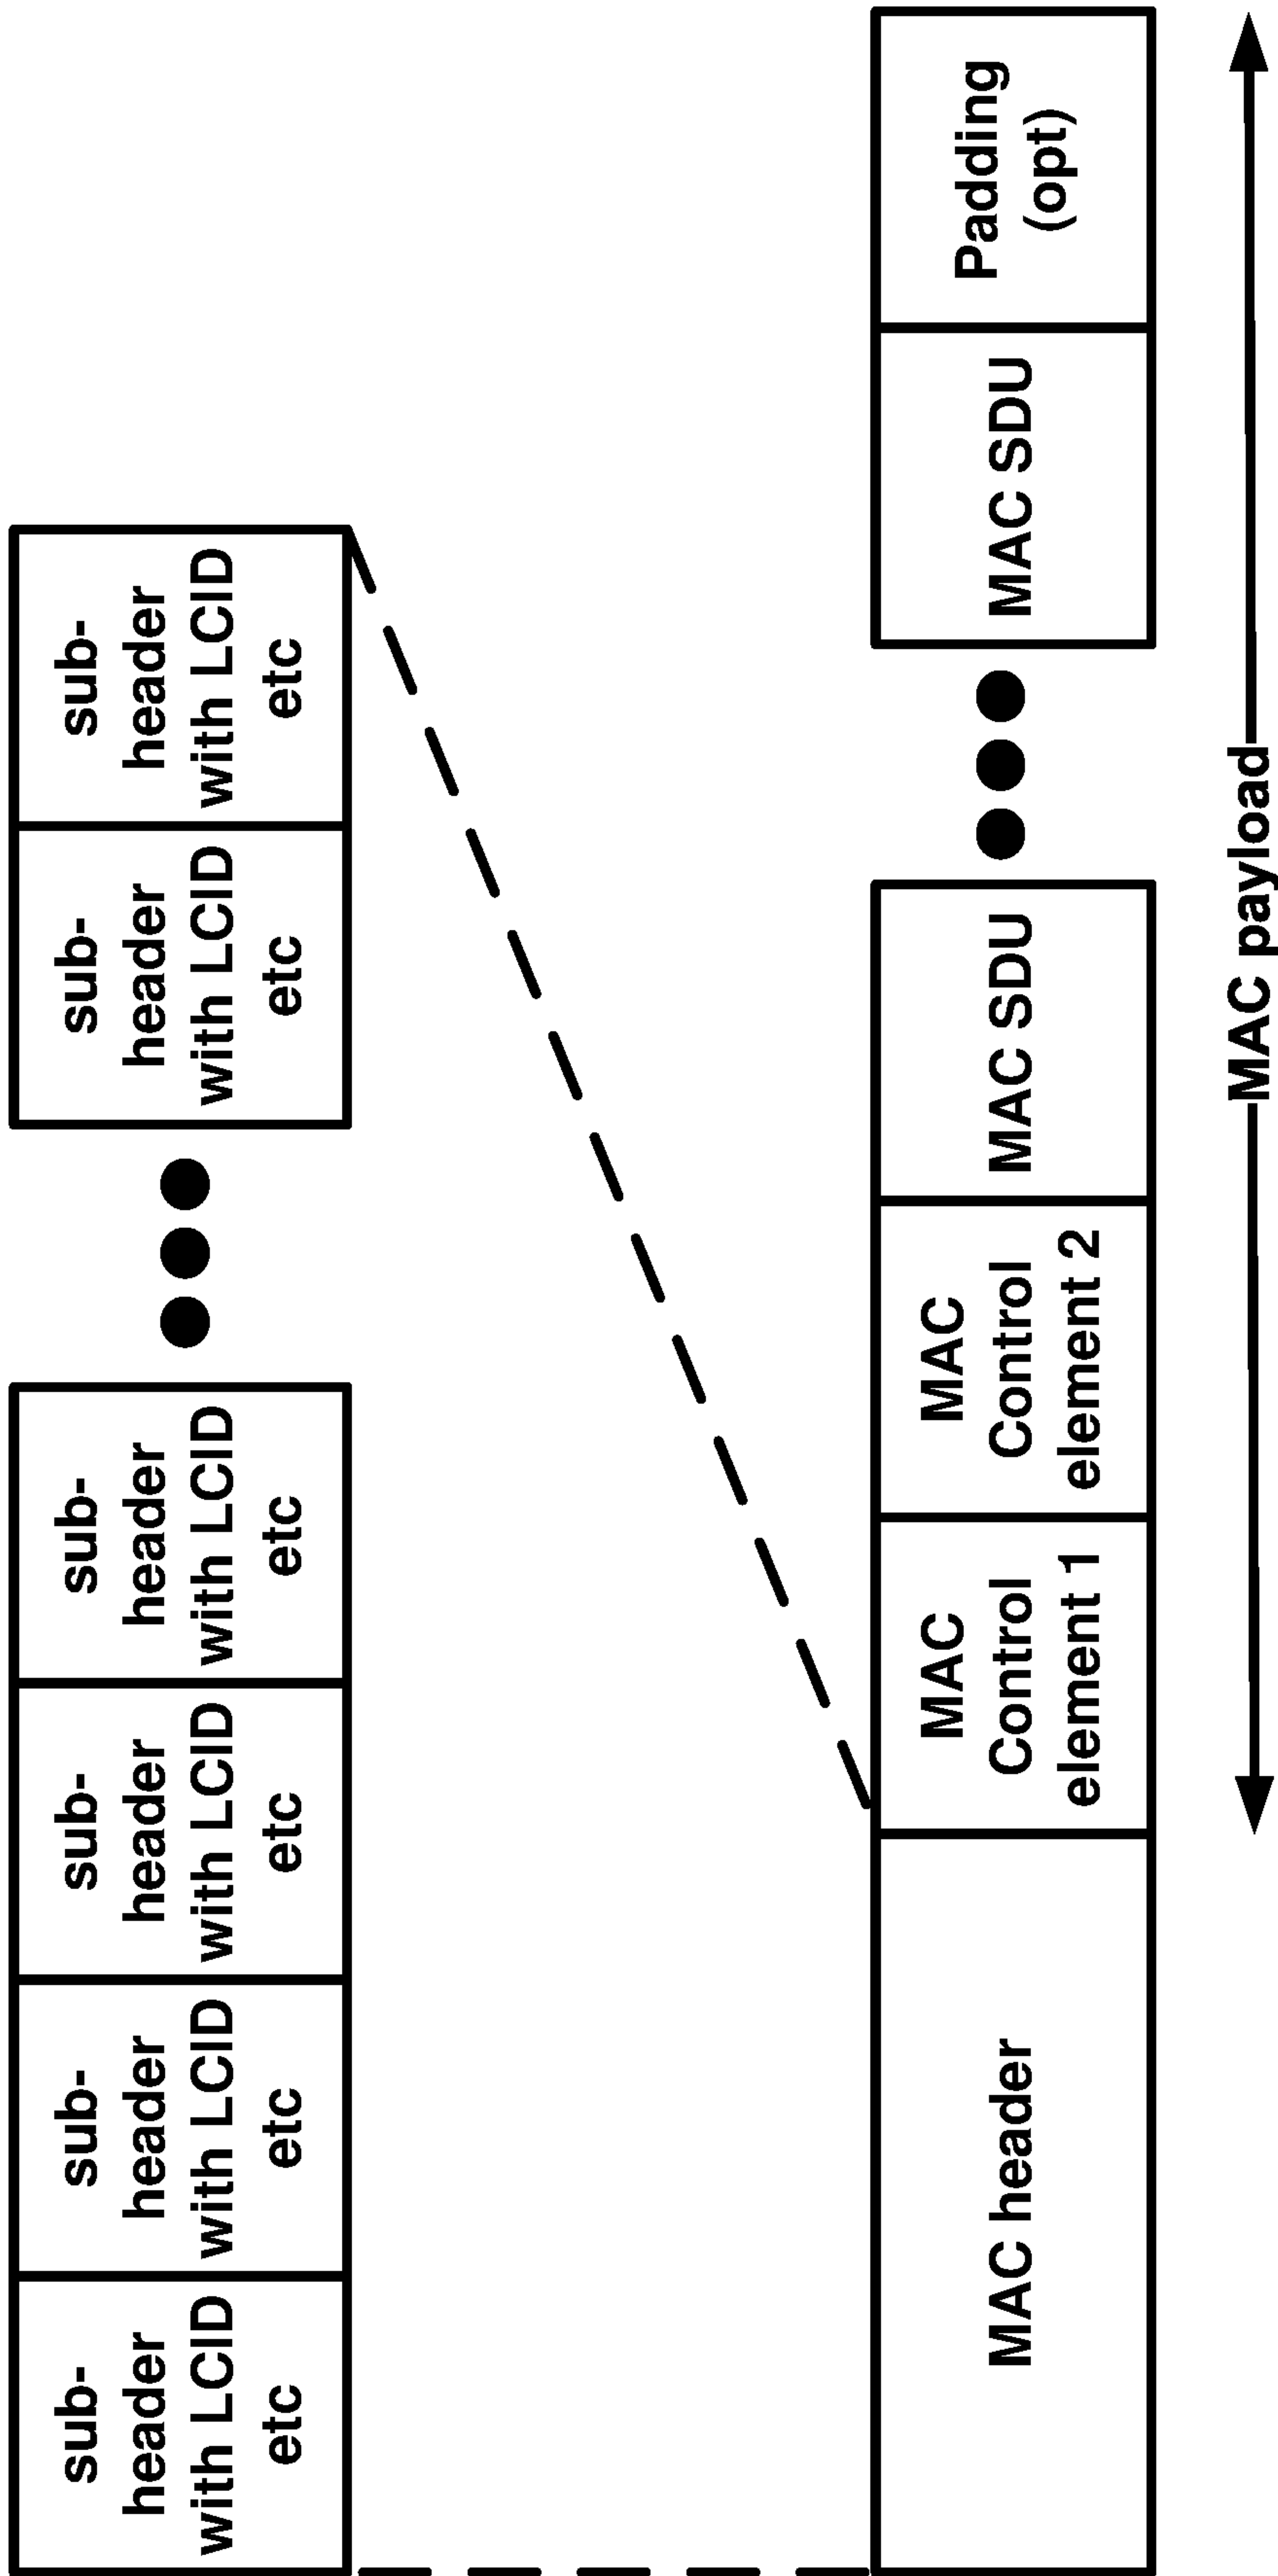 sub-
header
with LCID
etc
sub-
header
with LCID
etc
sub-
header
with LCID
etc
sub-
header
with LCID
etc
sub-
header
with LCID
etc
sub-
header
with LCID
etc
MAC header
MAC
Control
element 1
MAC
Control
element 2
MAC SDU
MAC SDU
Padding
(opt)
MAC payload